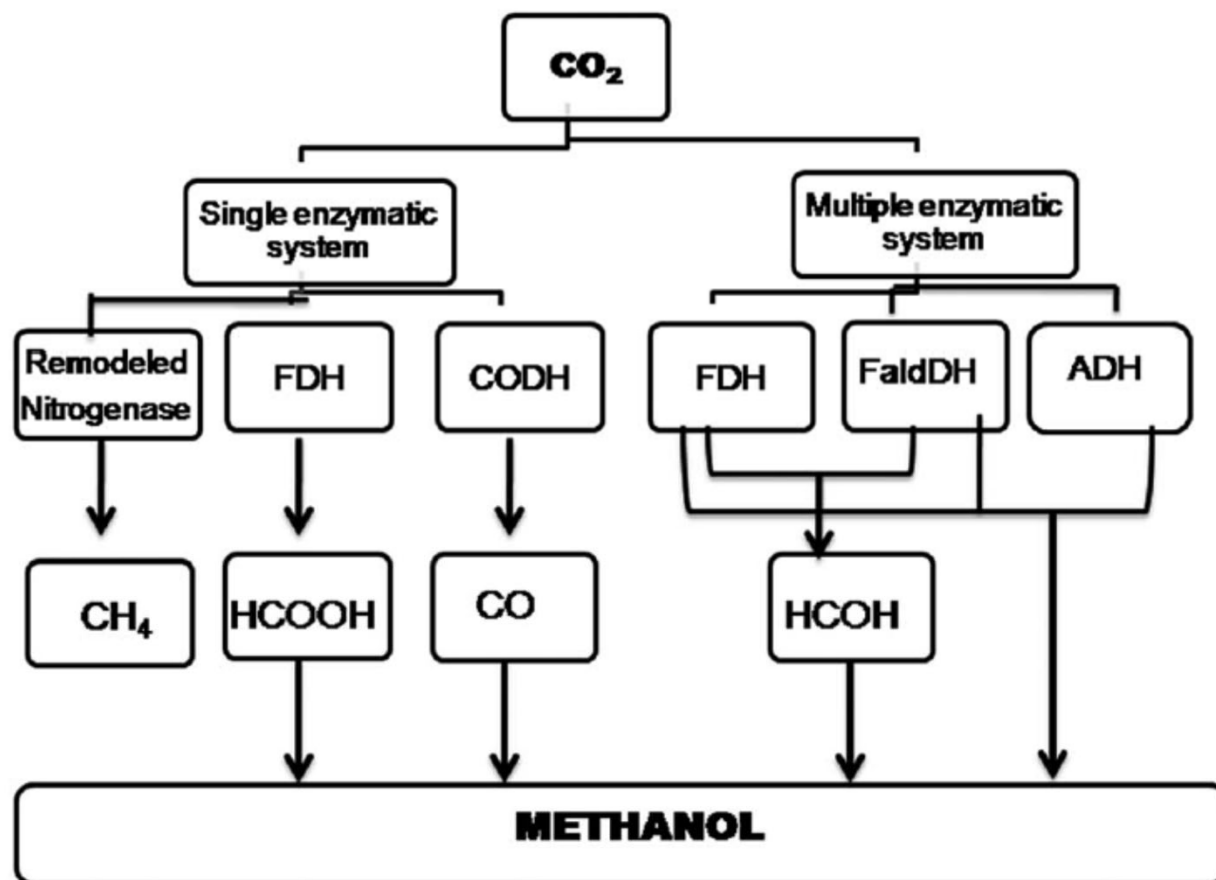 CO₂
Single enzymatic
system
Multiple enzymatic
system
Remodeled
Nitrogenase
FDH
CODH
FDH
FaldDH
ADH
CH₄
HCOOH
CO
HCOH
METHANOL